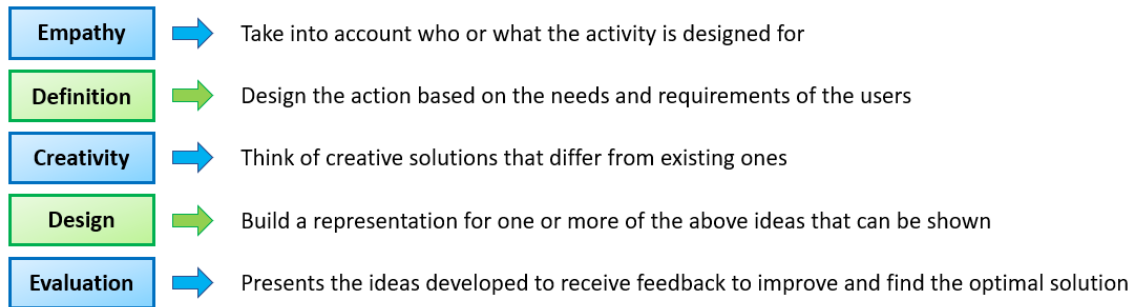 Empathy Take into account who or what the activity is designed for
Definition Design the action based on the needs and requirements of the users
Creativity Think of creative solutions that differ from existing ones
Design Build a representation for one or more of the above ideas that can be shown
Evaluation Presents the ideas developed to receive feedback to improve and find the optimal solution